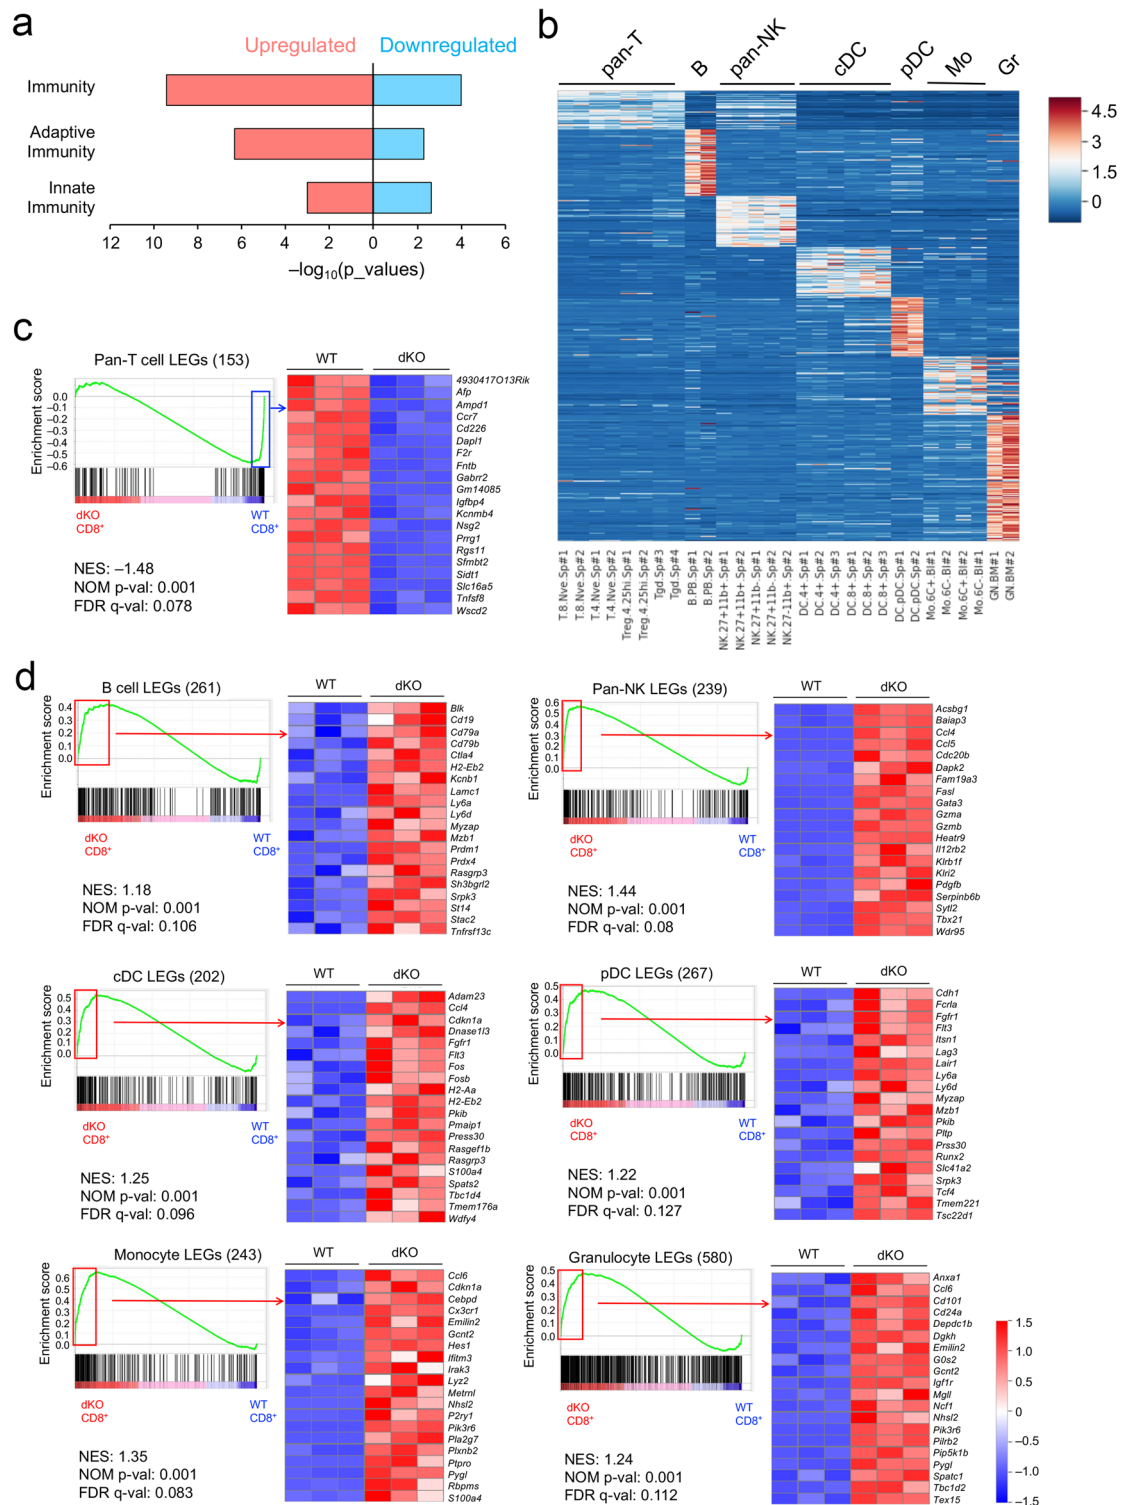 a
Upregulated
Downregulated
Immunity
Adaptive
Immunity
Innate
Immunity
12 10 8 6 4 2 0 2 4 6
–log10(p_values)
b
pan-T
B
pan-NK
cDC
pDC
Mo
Gr
4.5
3
1.5
0
T.8.Nve.Sp#1
T.8.Nve.Sp#2
T.4.Nve.Sp#1
T.4.Nve.Sp#2
Treg.4.25hi.Sp#1
Treg.4.25hi.Sp#2
Tgd.Sp#3
Tgd.Sp#4
B.PB.Sp#1
B.PB.Sp#2
NK.27+11b+.Sp#1
NK.27+11b+.Sp#2
NK.27+11b-.Sp#1
NK.27+11b-.Sp#2
NK.27-11b+.Sp#2
DC.4+.Sp#1
DC.4+.Sp#2
DC.4+.Sp#3
DC.8+.Sp#1
DC.8+.Sp#2
DC.8+.Sp#3
DC.pDC.Sp#1
DC.pDC.Sp#2
Mo.6C+.Bl#1
Mo.6C-.Bl#2
Mo.6C+.Bl#2
Mo.6C-.Bl#1
GN.BM#1
GN.BM#2
c
Pan-T cell LEGs (153)
Enrichment score
0.0
–0.1
–0.2
–0.3
–0.4
–0.5
–0.6
dKO
CD8+
WT
CD8+
NES: –1.48
NOM p-val: 0.001
FDR q-val: 0.078
WT
dKO
4930417O13Rik
Afp
Ampd1
Ccr7
Cd226
Dapl1
F2r
Fntb
Gabrr2
Gm14085
Igfbp4
Kcnmb4
Nsg2
Prrg1
Rgs11
Sfmbt2
Sidt1
Slc16a5
Tnfsf8
Wscd2
d
B cell LEGs (261)
Enrichment score
0.4
0.3
0.2
0.1
0.0
dKO
CD8+
WT
CD8+
NES: 1.18
NOM p-val: 0.001
FDR q-val: 0.106
WT
dKO
Blk
Cd19
Cd79a
Cd79b
Ctla4
H2-Eb2
Kcnb1
Lamc1
Ly6a
Ly6d
Myzap
Mzb1
Prdm1
Prdx4
Rasgrp3
Sh3bgrl2
Srpk3
St14
Stac2
Tnfrsf13c
Pan-NK LEGs (239)
Enrichment score
0.6
0.5
0.4
0.3
0.2
0.1
0.0
dKO
CD8+
WT
CD8+
NES: 1.44
NOM p-val: 0.001
FDR q-val: 0.08
WT
dKO
Acsbg1
Baiap3
Ccl4
Ccl5
Cdc20b
Dapk2
Fam19a3
Fasl
Gata3
Gzma
Gzmb
Heatr9
Il12rb2
Klrb1f
Klri2
Pdgfb
Serpinb6b
Sytl2
Tbx21
Wdr95
cDC LEGs (202)
Enrichment score
0.5
0.4
0.3
0.2
0.1
0.0
dKO
CD8+
WT
CD8+
NES: 1.25
NOM p-val: 0.001
FDR q-val: 0.096
WT
dKO
Adam23
Ccl4
Cdkn1a
Dnase1l3
Fgfr1
Flt3
Fos
Fosb
H2-Aa
H2-Eb2
Pkib
Pmaip1
Press30
Rasgef1b
Rasgrp3
S100a4
Spats2
Tbc1d4
Tmem176a
Wdfy4
pDC LEGs (267)
Enrichment score
0.5
0.4
0.3
0.2
0.1
0.0
dKO
CD8+
WT
CD8+
NES: 1.22
NOM p-val: 0.001
FDR q-val: 0.127
WT
dKO
Cdh1
Fcrla
Fgfr1
Flt3
Itsn1
Lag3
Lair1
Ly6a
Ly6d
Myzap
Mzb1
Pkib
Pltp
Prss30
Runx2
Slc41a2
Srpk3
Tcf4
Tmem221
Tsc22d1
Monocyte LEGs (243)
Enrichment score
0.6
0.5
0.4
0.3
0.2
0.1
0.0
dKO
CD8+
WT
CD8+
NES: 1.35
NOM p-val: 0.001
FDR q-val: 0.083
WT
dKO
Ccl6
Cdkn1a
Cebpd
Cx3cr1
Emilin2
Gcnt2
Hes1
Ifitm3
Irak3
Lyz2
Metrnl
Nhsl2
P2ry1
Pik3r6
Pla2g7
Plxnb2
Ptpro
Pygl
Rbpms
S100a4
Granulocyte LEGs (580)
Enrichment score
0.5
0.4
0.3
0.2
0.1
0.0
dKO
CD8+
WT
CD8+
NES: 1.24
NOM p-val: 0.001
FDR q-val: 0.112
WT
dKO
Anxa1
Ccl6
Cd101
Cd24a
Depdc1b
Dgkh
Emilin2
G0s2
Gcnt2
Igf1r
Mgll
Ncf1
Nhsl2
Pik3r6
Pilrb2
Pip5k1b
Pygl
Spatc1
Tbc1d2
Tex15
1.5
1.0
0.5
0
–0.5
–1.0
–1.5